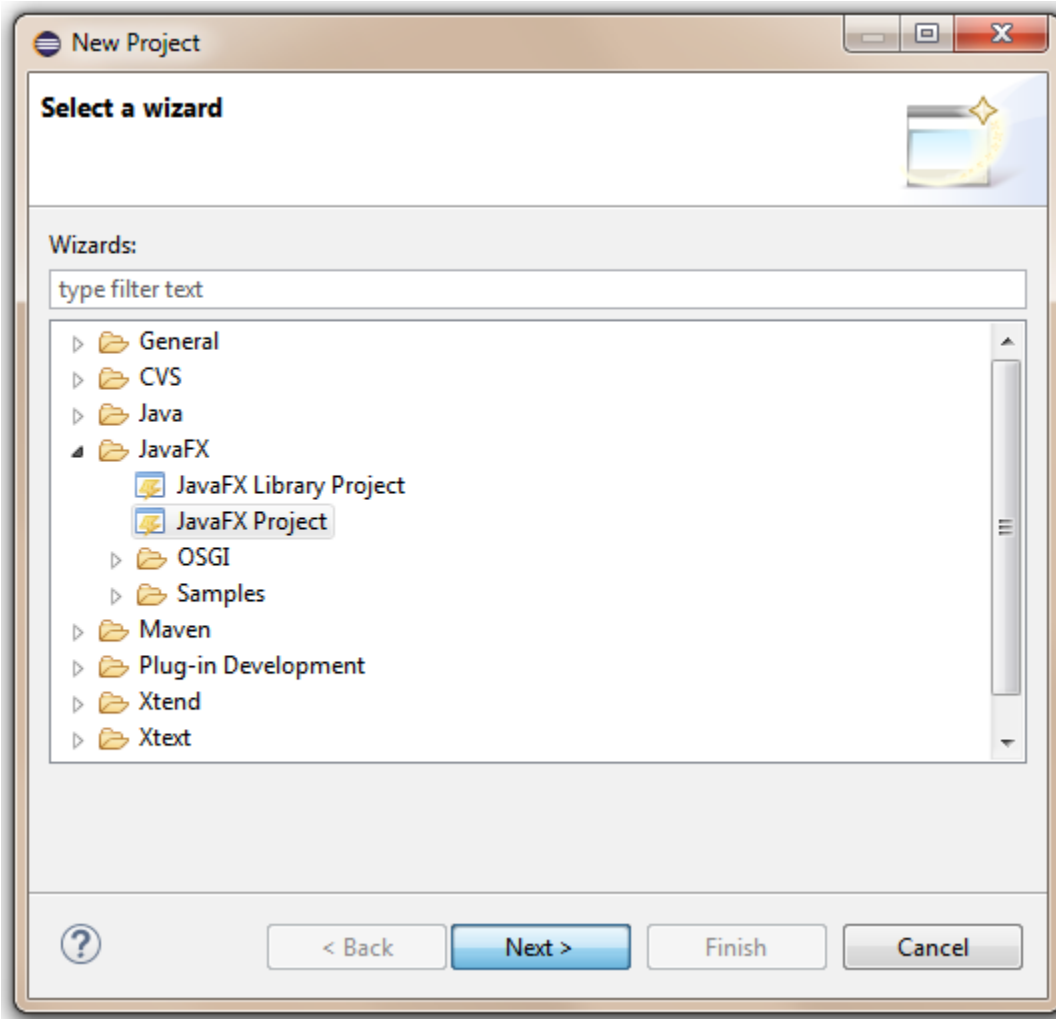 New Project
Select a wizard
Wizards:
type filter text
General
CVS
Java
JavaFX
JavaFX Library Project
JavaFX Project
OSGI
Samples
Maven
Plug-in Development
Xtend
Xtext
?
< Back
Next >
Finish
Cancel